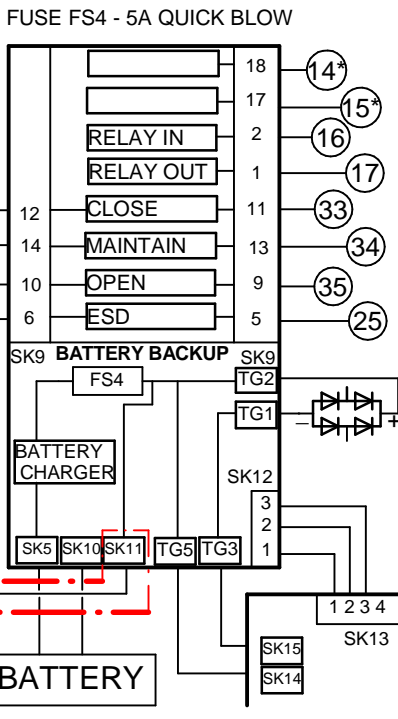 FUSE FS4 - 5A QUICK BLOW
18 14*
17 15*
RELAY IN 2 16
RELAY OUT 1 17
12 CLOSE 11 33
14 MAINTAIN 13 34
10 OPEN 9 35
6 ESD 5 25
SK9 BATTERY BACKUP SK9
FS4 TG2
TG1
− +
BATTERY
CHARGER
SK12
3
2
1
SK5 SK10 SK11 TG5 TG3
1 2 3 4
SK13
SK15
SK14
BATTERY